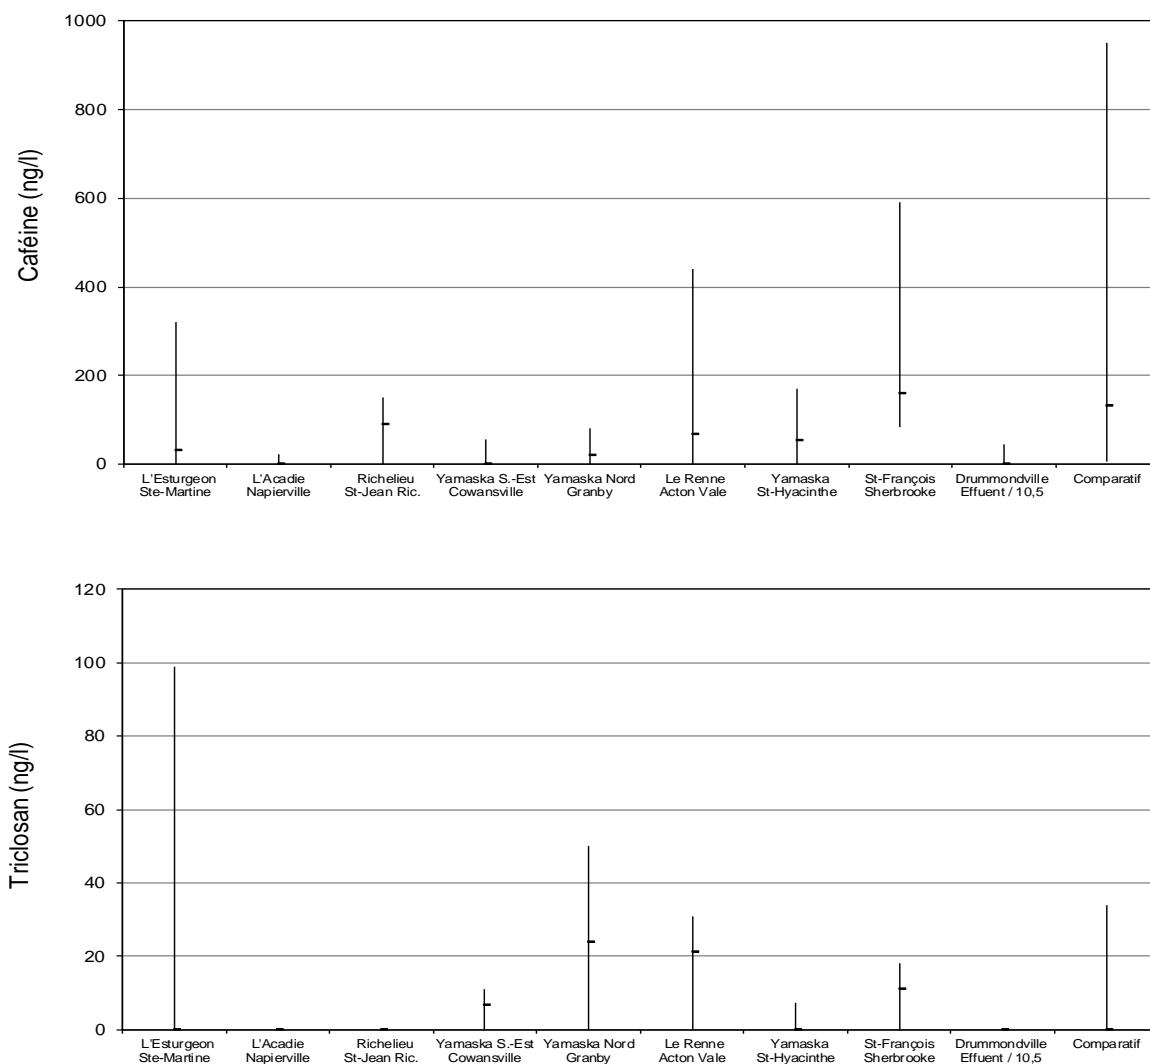 1000
800
600
400
200
0
Caféine (ng/l)
L'Esturgeon L'Acadie Richelieu Yamaska S.-Est Yamaska Nord Le Renne Yamaska St-François Drummondville Comparatif
Ste-Martine Napierville St-Jean Ric. Cowansville Granby Acton Vale St-Hyacinthe Sherbrooke Effuent / 10,5
120
100
80
60
40
20
0
Triclosan (ng/l)
L'Esturgeon L'Acadie Richelieu Yamaska S.-Est Yamaska Nord Le Renne Yamaska St-François Drummondville Comparatif
Ste-Martine Napierville St-Jean Ric. Cowansville Granby Acton Vale St-Hyacinthe Sherbrooke Effuent / 10,5